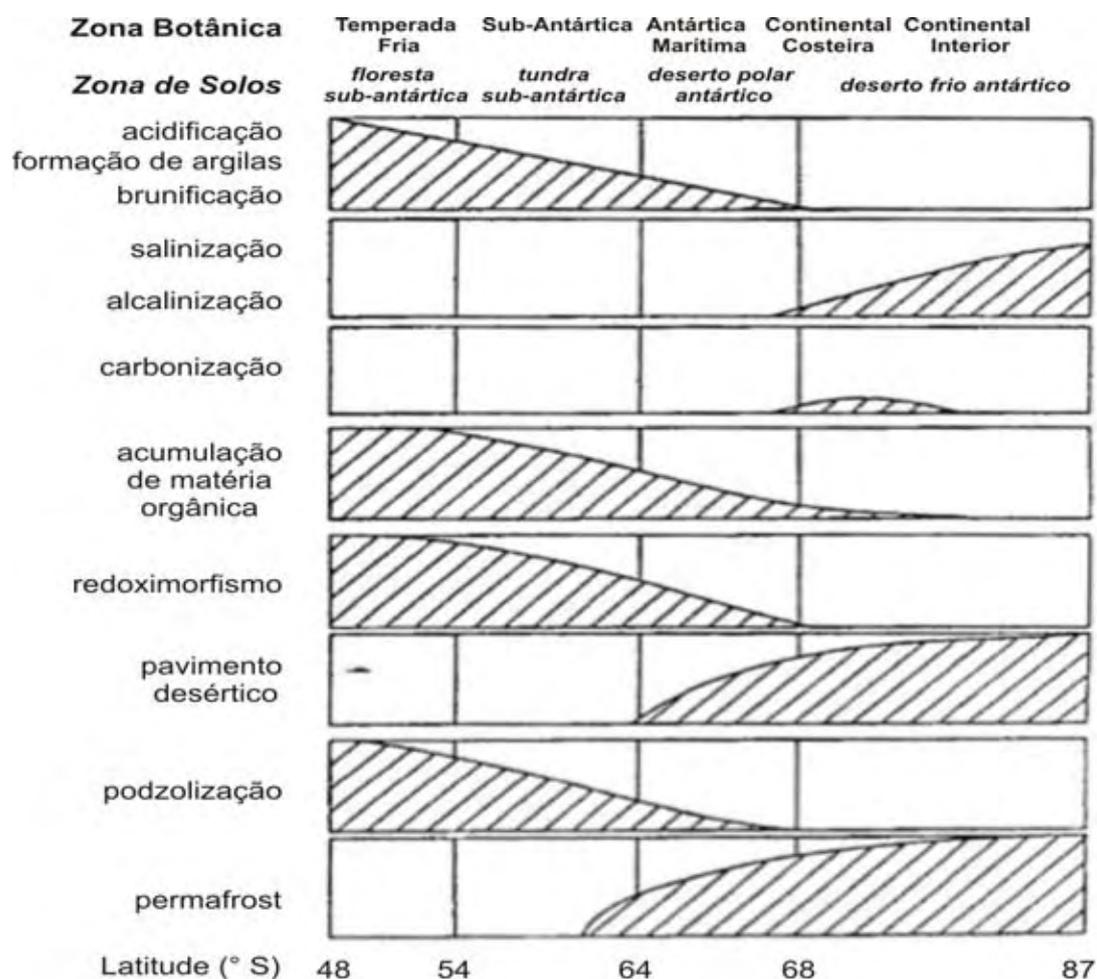 Zona Botânica
Temperada Fria
Sub-Antártica
Antártica Marítima
Continental Costeira
Continental Interior
Zona de Solos
floresta sub-antártica
tundra sub-antártica
deserto polar antártico
deserto frio antártico
acidificação
formação de argilas
brunificação
salinização
alcalinização
carbonização
acumulação
de matéria
orgânica
redoximorfismo
pavimento
desértico
podzolização
permafrost
Latitude (° S) 48 54 64 68 87